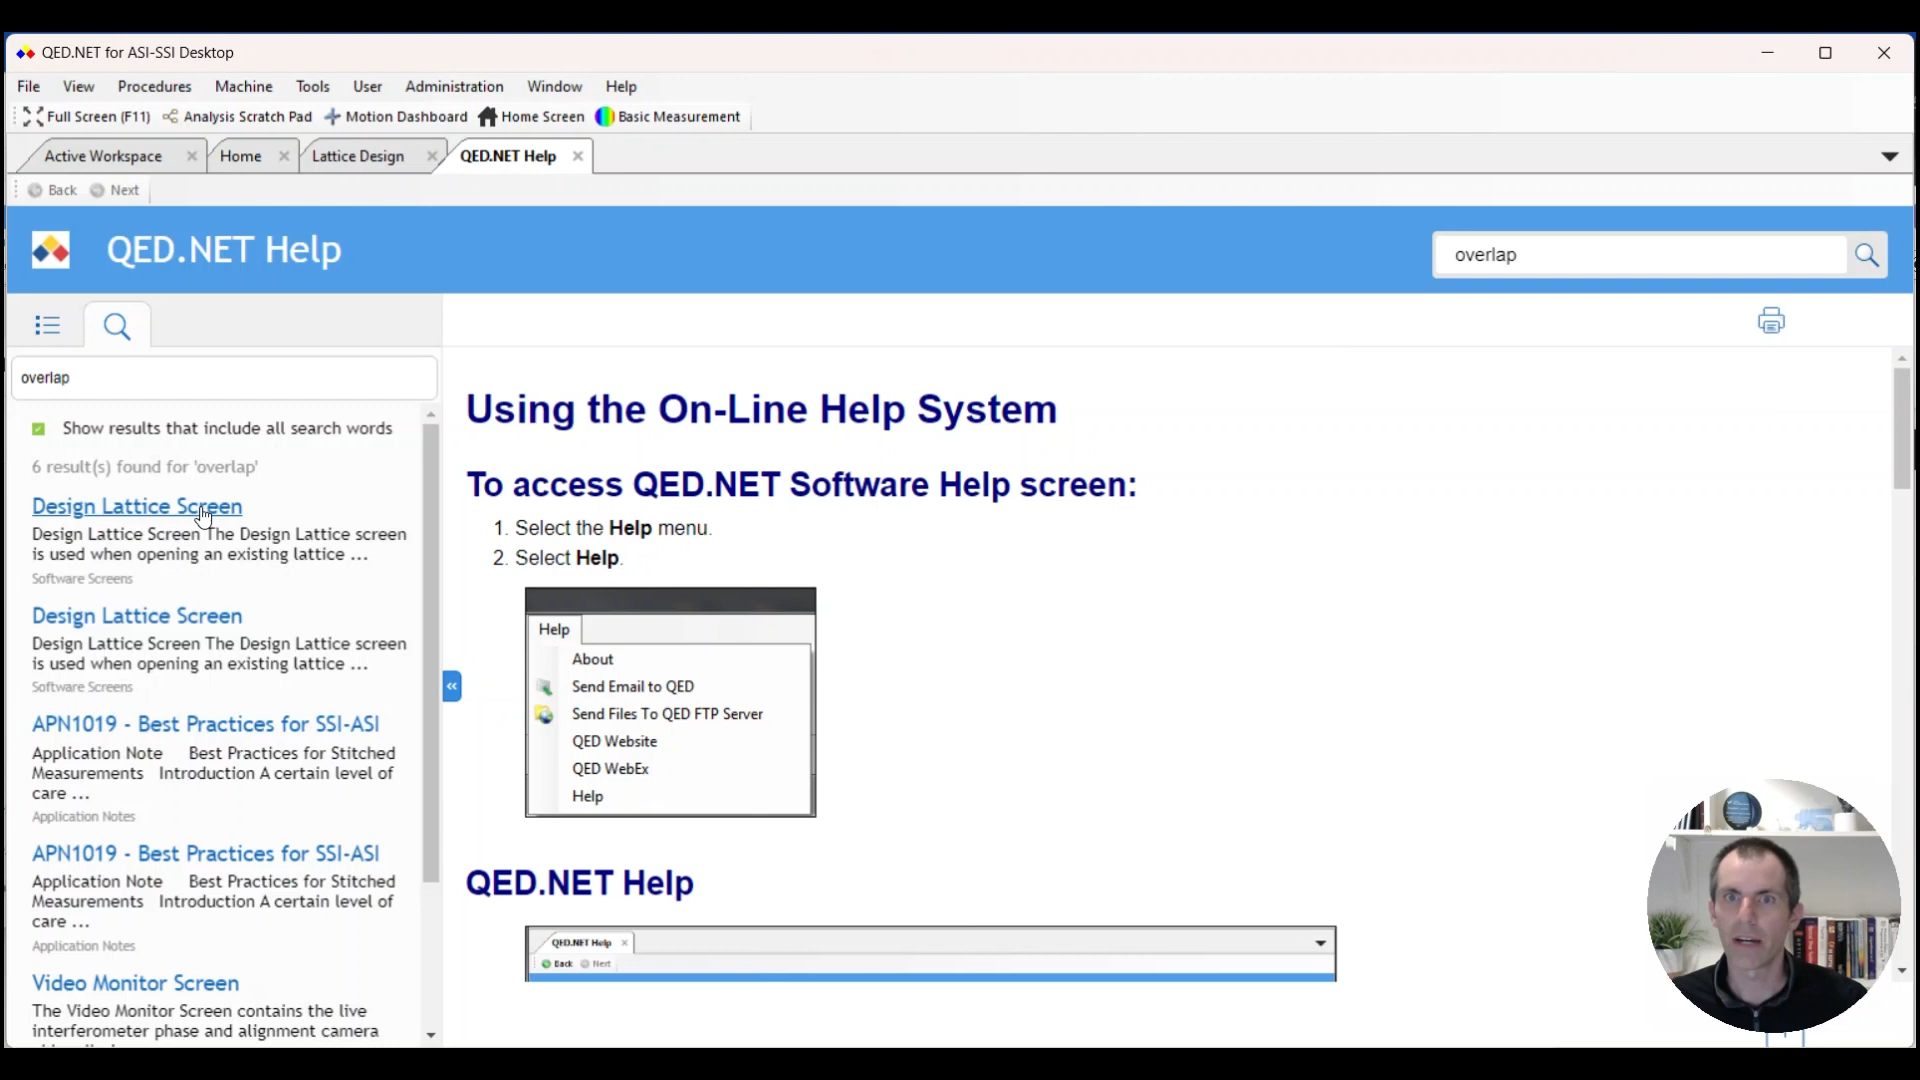 QED.NET for ASI-SSI Desktop
File View Procedures Machine Tools User Administration Window Help
Full Screen (F11) Analysis Scratch Pad Motion Dashboard Home Screen Basic Measurement
Active Workspace Home Lattice Design QED.NET Help
Back Next
QED.NET Help
overlap
overlap
Show results that include all search words
6 result(s) found for 'overlap'
Design Lattice Screen
Design Lattice Screen The Design Lattice screen
is used when opening an existing lattice ...
Software Screens
Design Lattice Screen
Design Lattice Screen The Design Lattice screen
is used when opening an existing lattice ...
Software Screens
APN1019 - Best Practices for SSI-ASI
Application Note Best Practices for Stitched
Measurements Introduction A certain level of
care ...
Application Notes
APN1019 - Best Practices for SSI-ASI
Application Note Best Practices for Stitched
Measurements Introduction A certain level of
care ...
Application Notes
Video Monitor Screen
The Video Monitor Screen contains the live
interferometer phase and alignment camera
Using the On-Line Help System
To access QED.NET Software Help screen:
1. Select the Help menu.
2. Select Help.
Help
About
Send Email to QED
Send Files To QED FTP Server
QED Website
QED WebEx
Help
QED.NET Help
QED.NET Help
Back Next